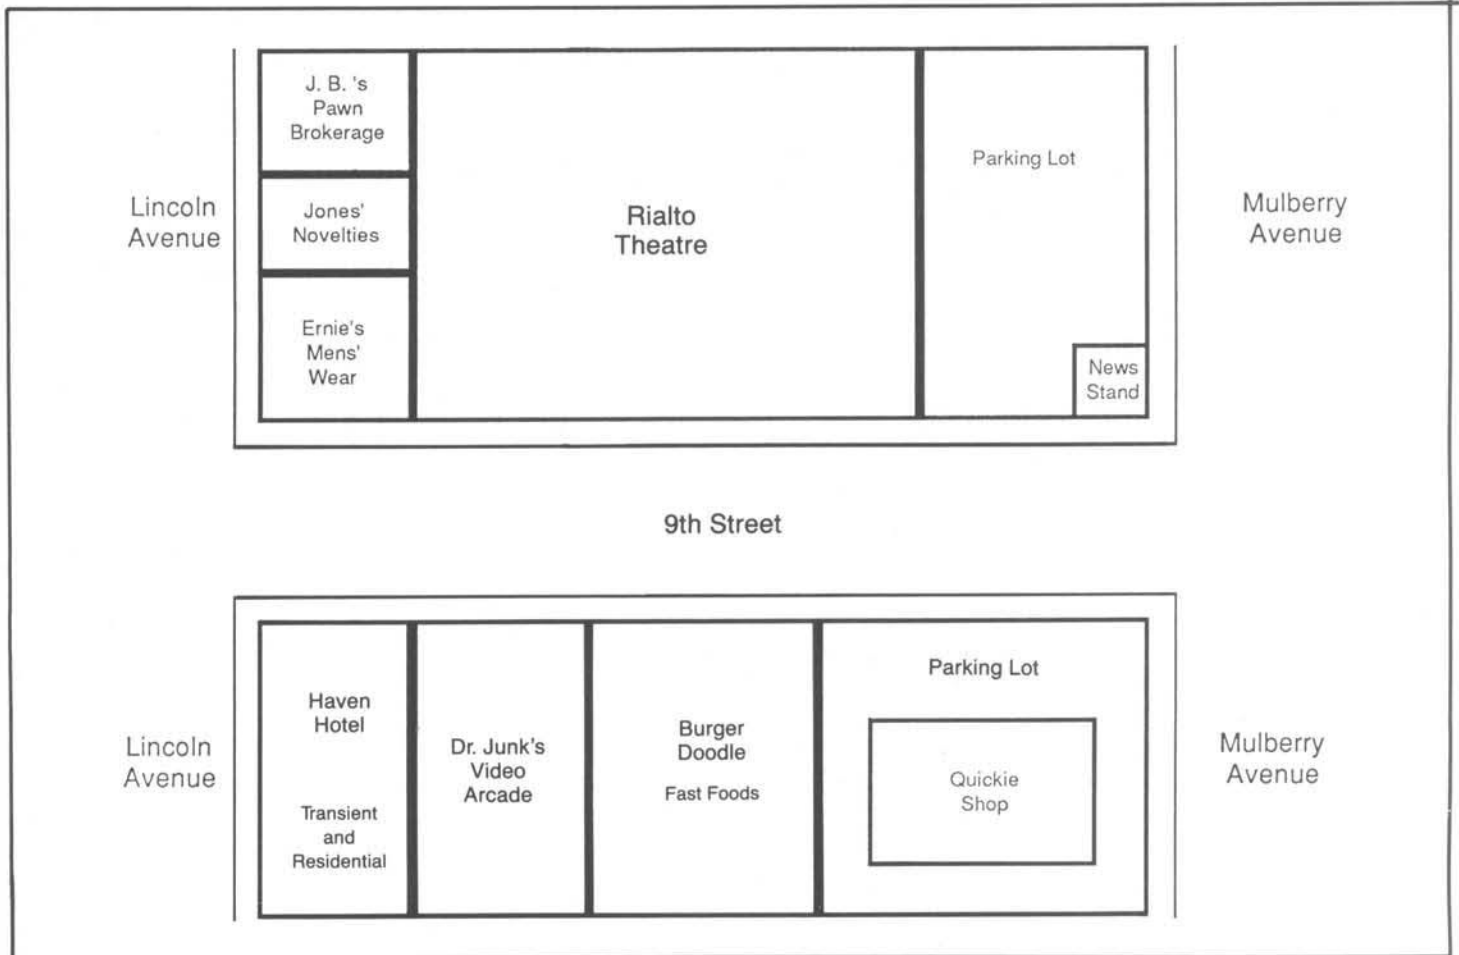 J. B. 's
Pawn
Brokerage
Lincoln
Avenue
Jones'
Novelties
Ernie's
Mens'
Wear
Rialto
Theatre
Parking Lot
News
Stand
Mulberry
Avenue
9th Street
Lincoln
Avenue
Haven
Hotel
Transient
and
Residential
Dr. Junk's
Video
Arcade
Burger
Doodle
Fast Foods
Parking Lot
Quickie
Shop
Mulberry
Avenue